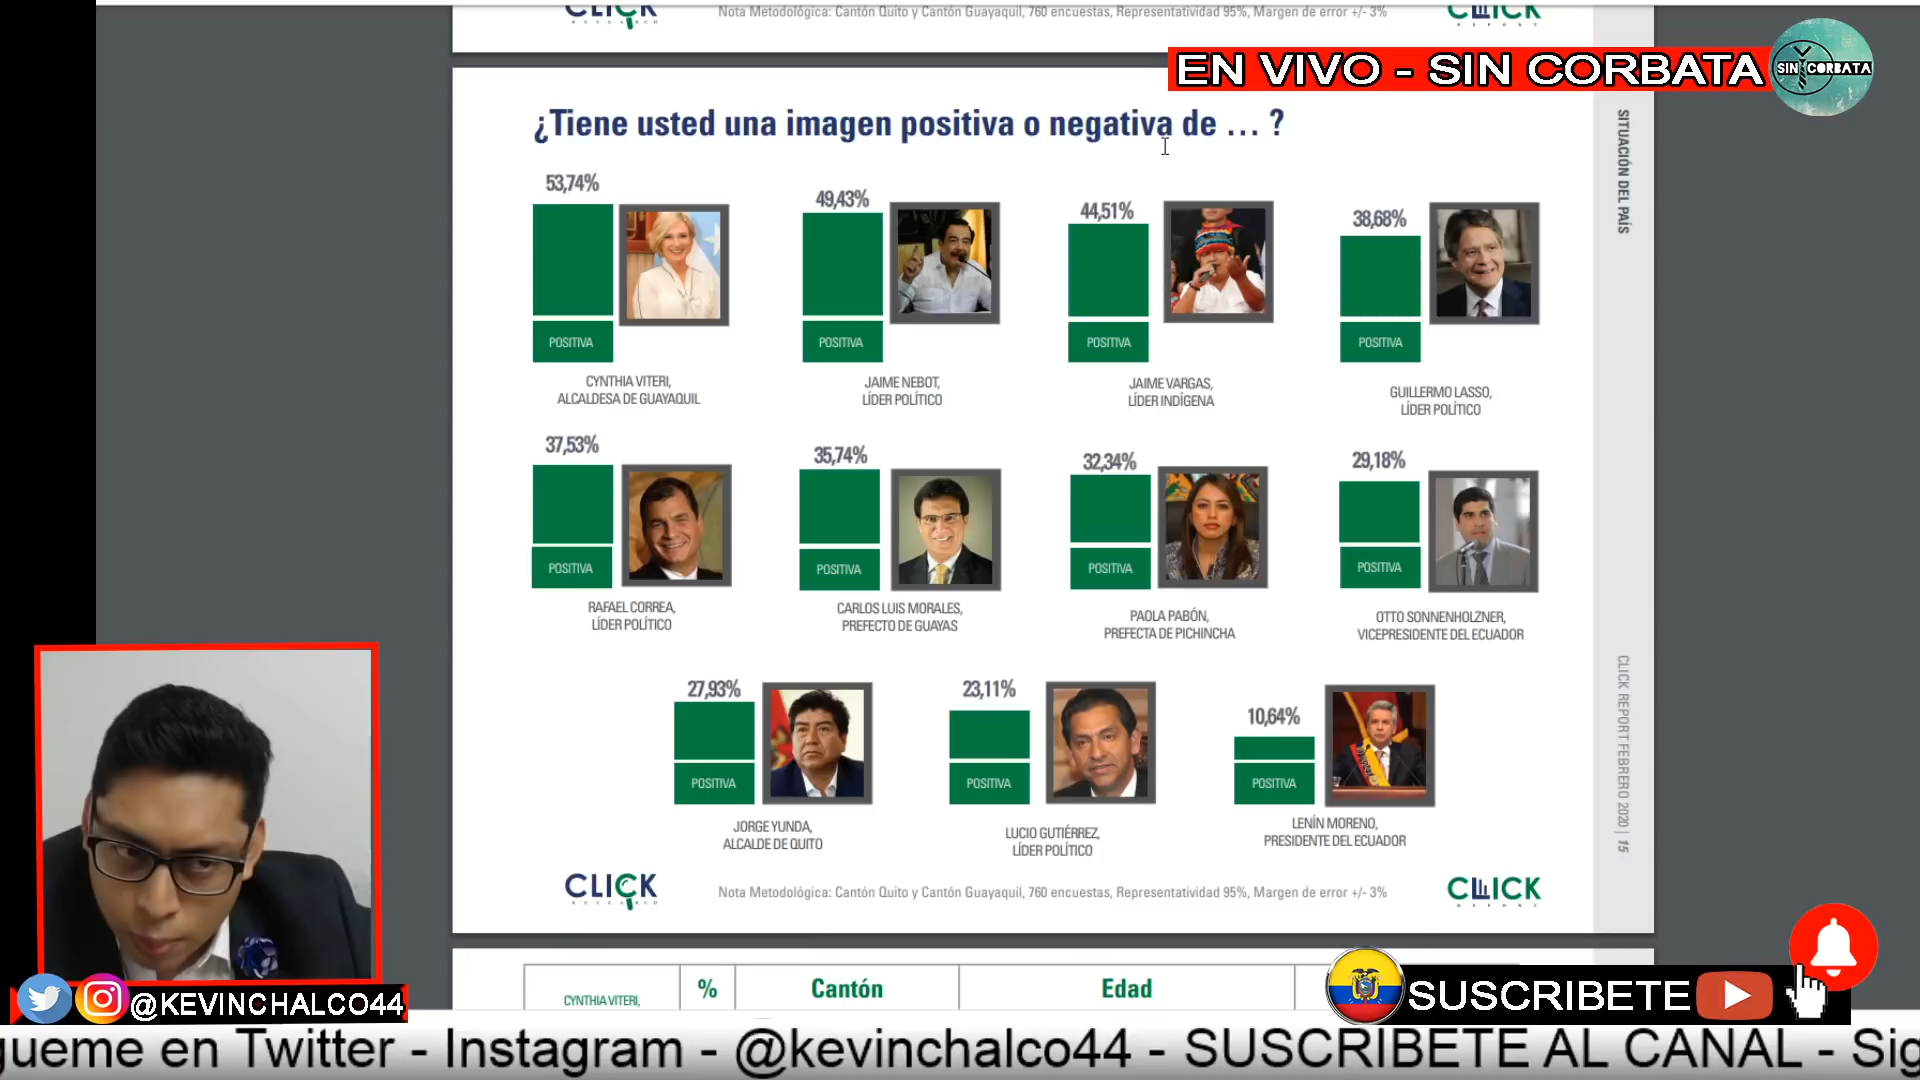 CLICK
Nota Metodológica: Cantón Quito y Cantón Guayaquil, 760 encuestas, Representatividad 95%, Margen de error +/- 3%
CLICK
REPORT
EN VIVO - SIN CORBATA
SIN CORBATA
¿Tiene usted una imagen positiva o negativa de ... ?
SITUACIÓN DEL PAÍS
53,74%
POSITIVA
CYNTHIA VITERI,
ALCALDESA DE GUAYAQUIL
49,43%
POSITIVA
JAIME NEBOT,
LÍDER POLÍTICO
44,51%
POSITIVA
JAIME VARGAS,
LÍDER INDÍGENA
38,68%
POSITIVA
GUILLERMO LASSO,
LÍDER POLÍTICO
37,53%
POSITIVA
RAFAEL CORREA,
LÍDER POLÍTICO
35,74%
POSITIVA
CARLOS LUIS MORALES,
PREFECTO DE GUAYAS
32,34%
POSITIVA
PAOLA PABÓN,
PREFECTA DE PICHINCHA
29,18%
POSITIVA
OTTO SONNENHOLZNER,
VICEPRESIDENTE DEL ECUADOR
27,93%
POSITIVA
JORGE YUNDA,
ALCALDE DE QUITO
23,11%
POSITIVA
LUCIO GUTIÉRREZ,
LÍDER POLÍTICO
10,64%
POSITIVA
LENÍN MORENO,
PRESIDENTE DEL ECUADOR
CLICK REPORT FEBRERO 2020 | 15
CLICK
RESEARCH
Nota Metodológica: Cantón Quito y Cantón Guayaquil, 760 encuestas, Representatividad 95%, Margen de error +/- 3%
CLICK
REPORT
CYNTHIA VITERI,
%
Cantón
Edad
@KEVINCHALCO44
SUSCRIBETE
gueme en Twitter - Instagram - @kevinchalco44 - SUSCRIBETE AL CANAL - Sig